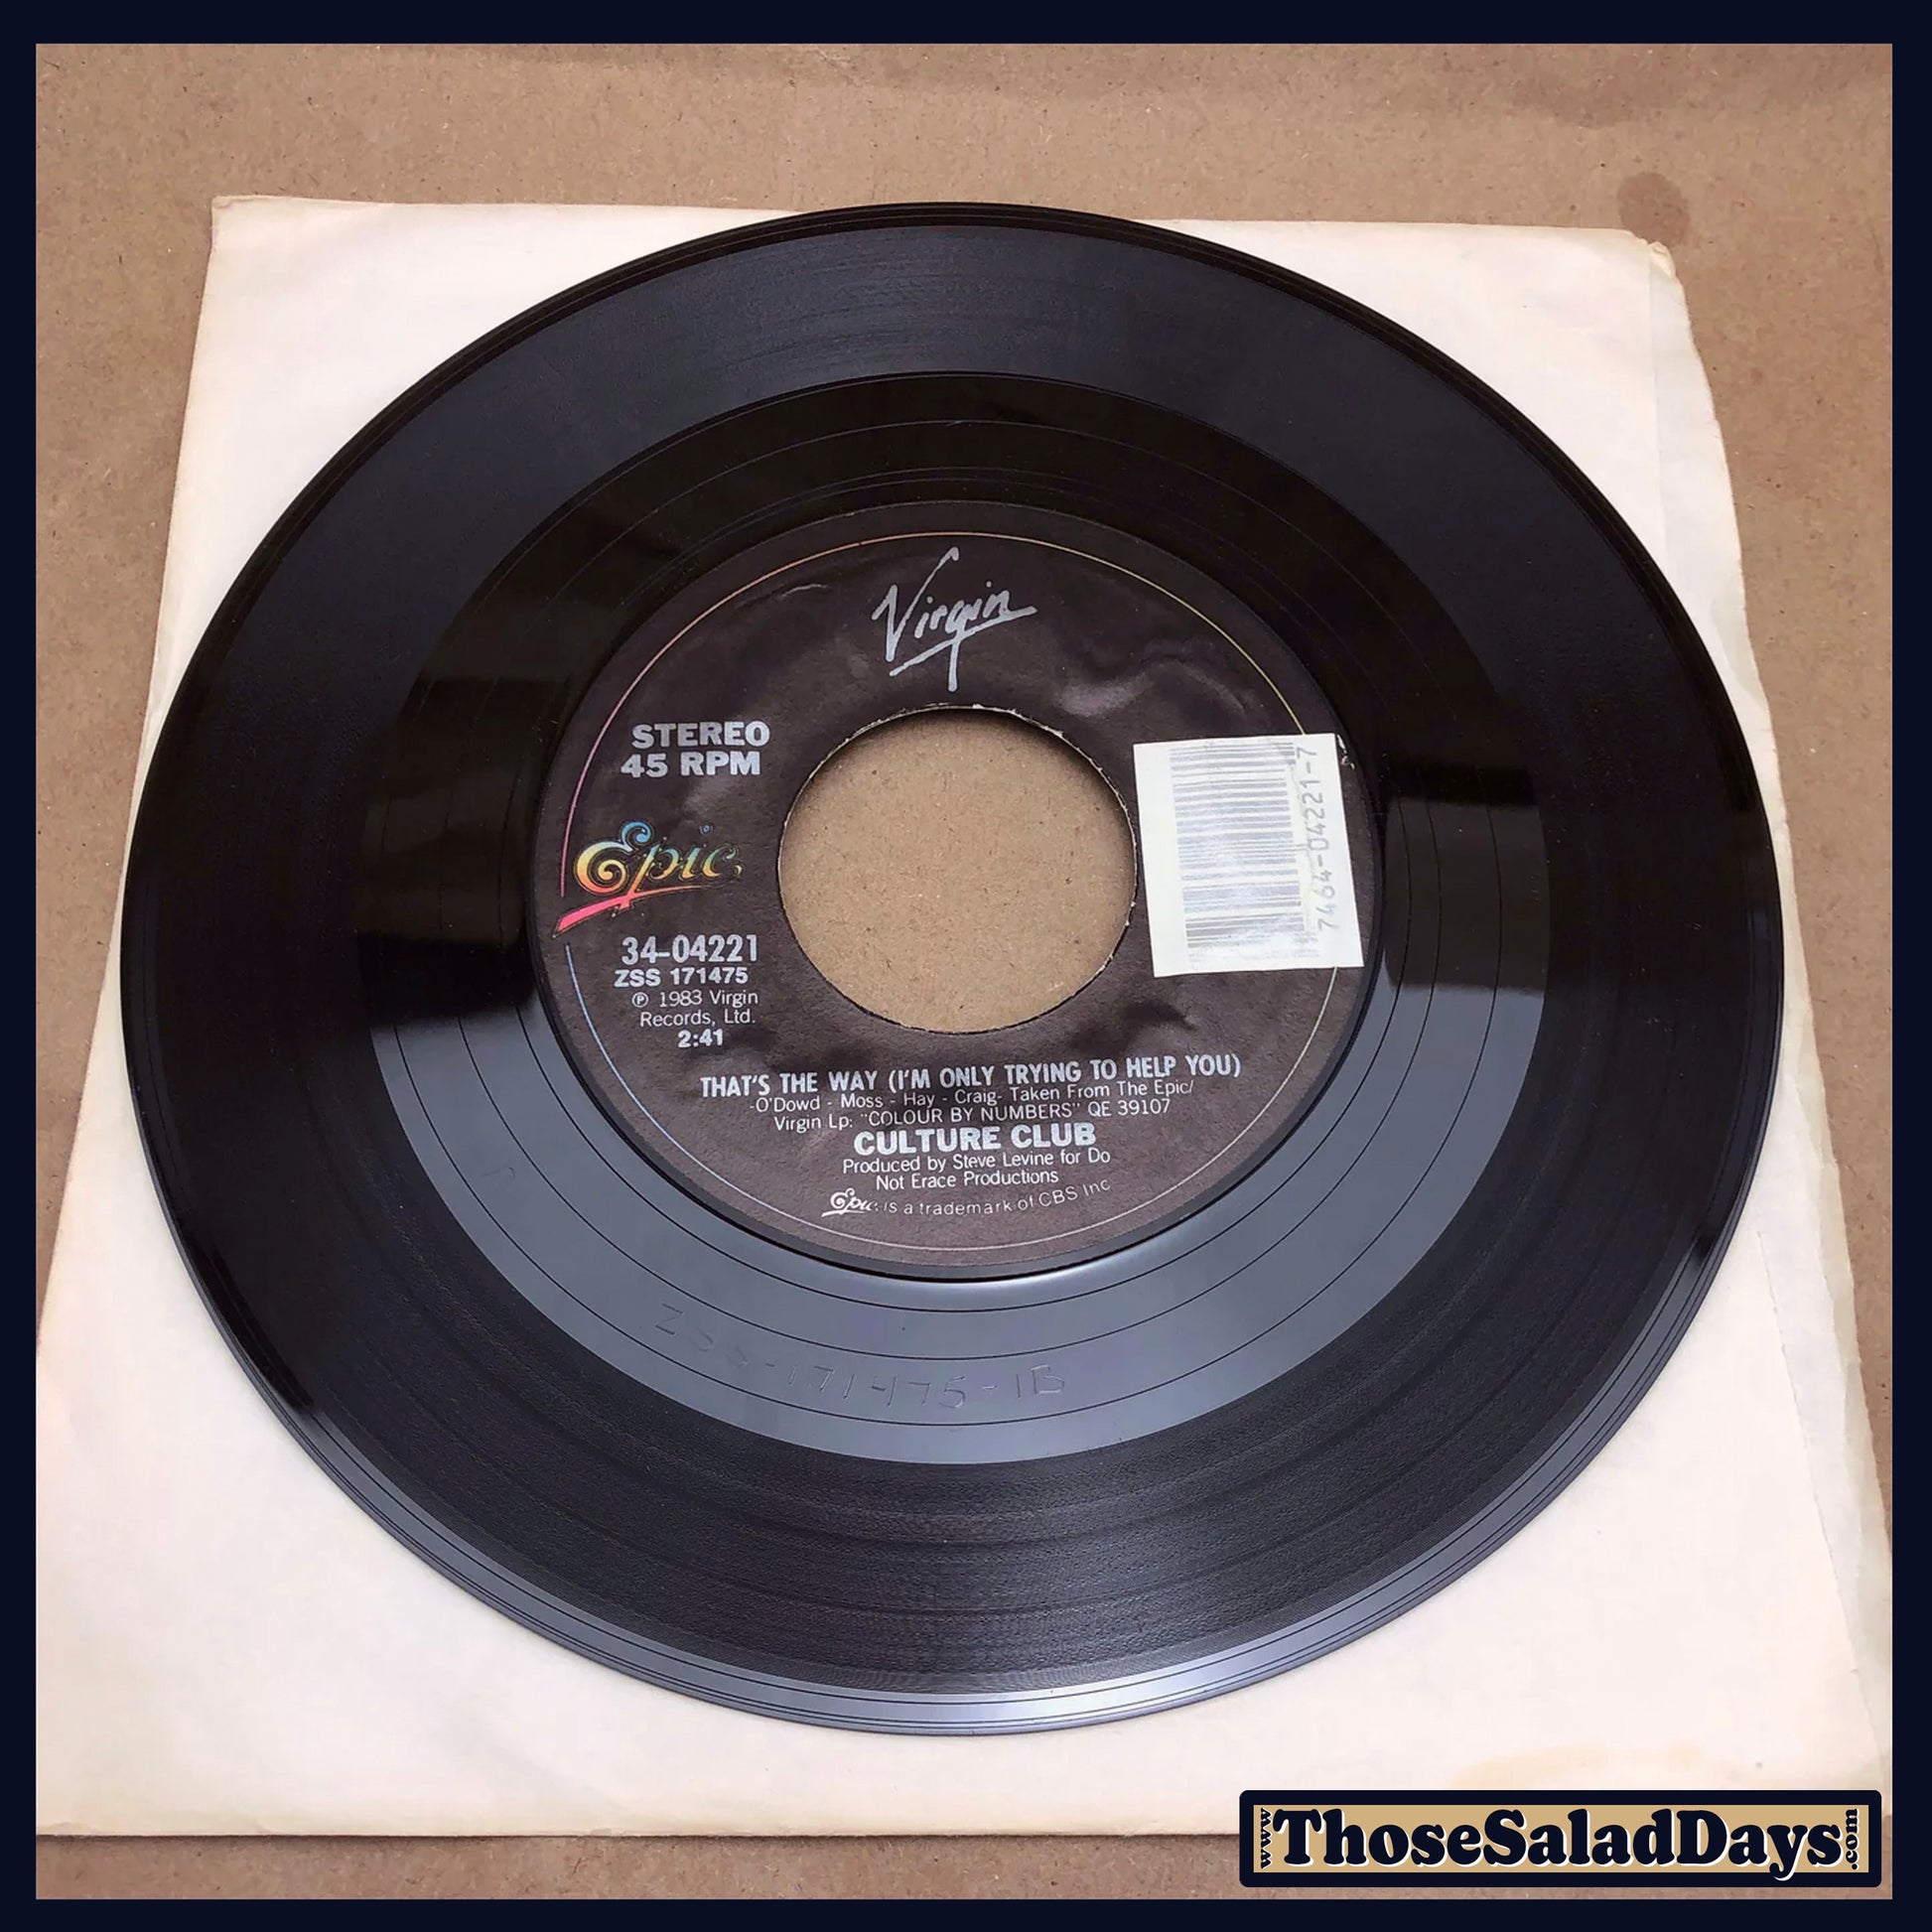 Virgin
STEREO
45 RPM
Epic
34-04221
ZSS 171475
℗ 1983 Virgin
Records, Ltd.
2:41
7464-04221-7
THAT'S THE WAY (I'M ONLY TRYING TO HELP YOU)
-O'Dowd - Moss - Hay - Craig- Taken From The Epic/
Virgin Lp: "COLOUR BY NUMBERS" QE 39107
CULTURE CLUB
Produced by Steve Levine for Do
Not Erace Productions
Epic is a trademark of CBS Inc
ZSS-171475-1B
www.ThoseSaladDays.com